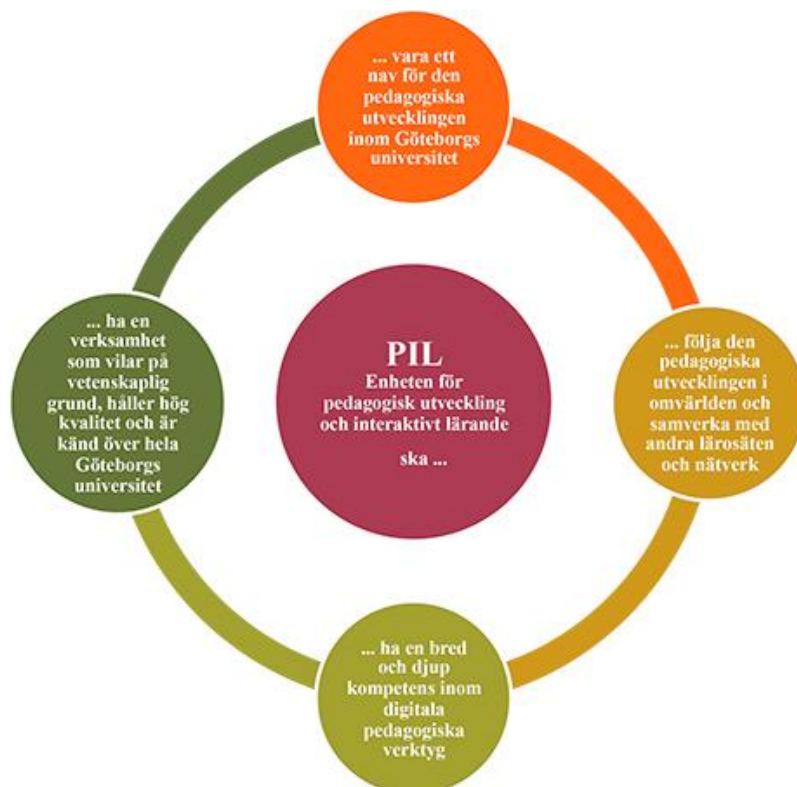 ... vara ett
nav för den
pedagogiska
utvecklingen
inom Göteborgs
universitet
PIL
Enheten för
pedagogisk utveckling
och interaktivt lärande
ska ...
... följa den
pedagogiska
utvecklingen i
omvärlden och
samverka med
andra lärosäten
och nätverk
... ha en bred
och djup
kompetens inom
digitala
pedagogiska
verktyg
... ha en
verksamhet
som vilar på
vetenskaplig
grund, håller hög
kvalitet och är
känd över hela
Göteborgs
universitet